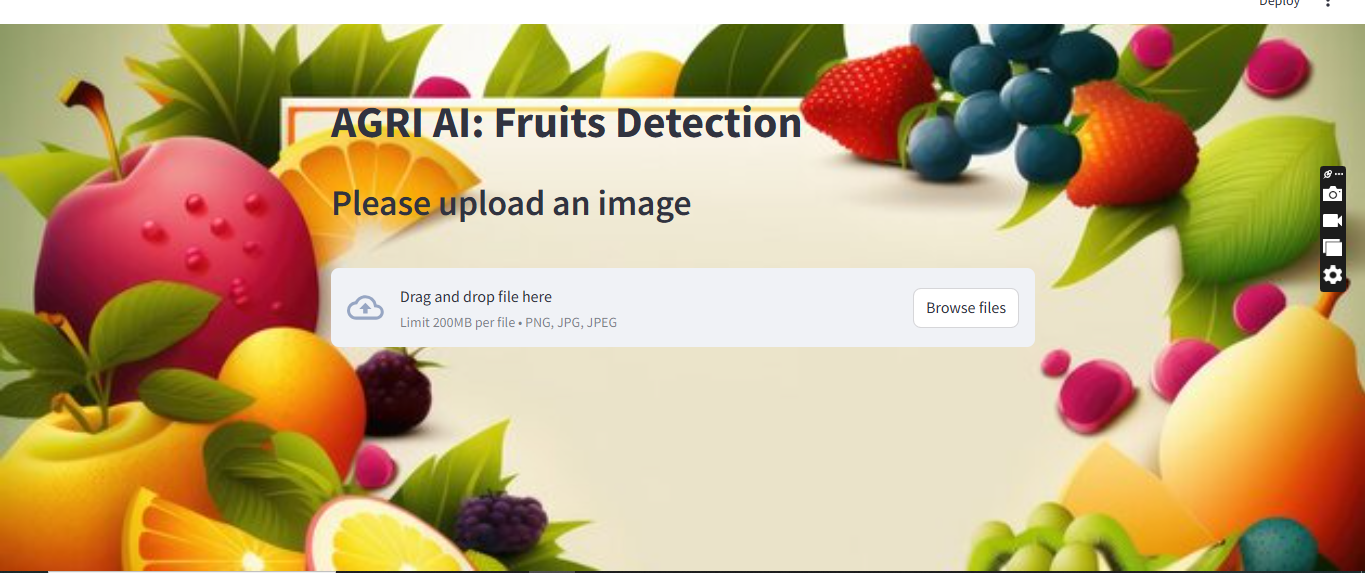 Deploy
AGRI AI: Fruits Detection
Please upload an image
Drag and drop file here
Limit 200MB per file • PNG, JPG, JPEG
Browse files